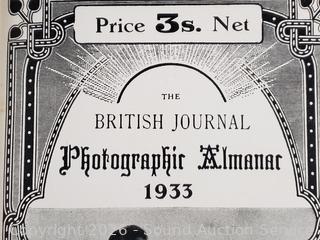 Price 3s. Net
THE
BRITISH JOURNAL
Photographic Almanac
1933
Copyright 2026 - Sound Auction Service